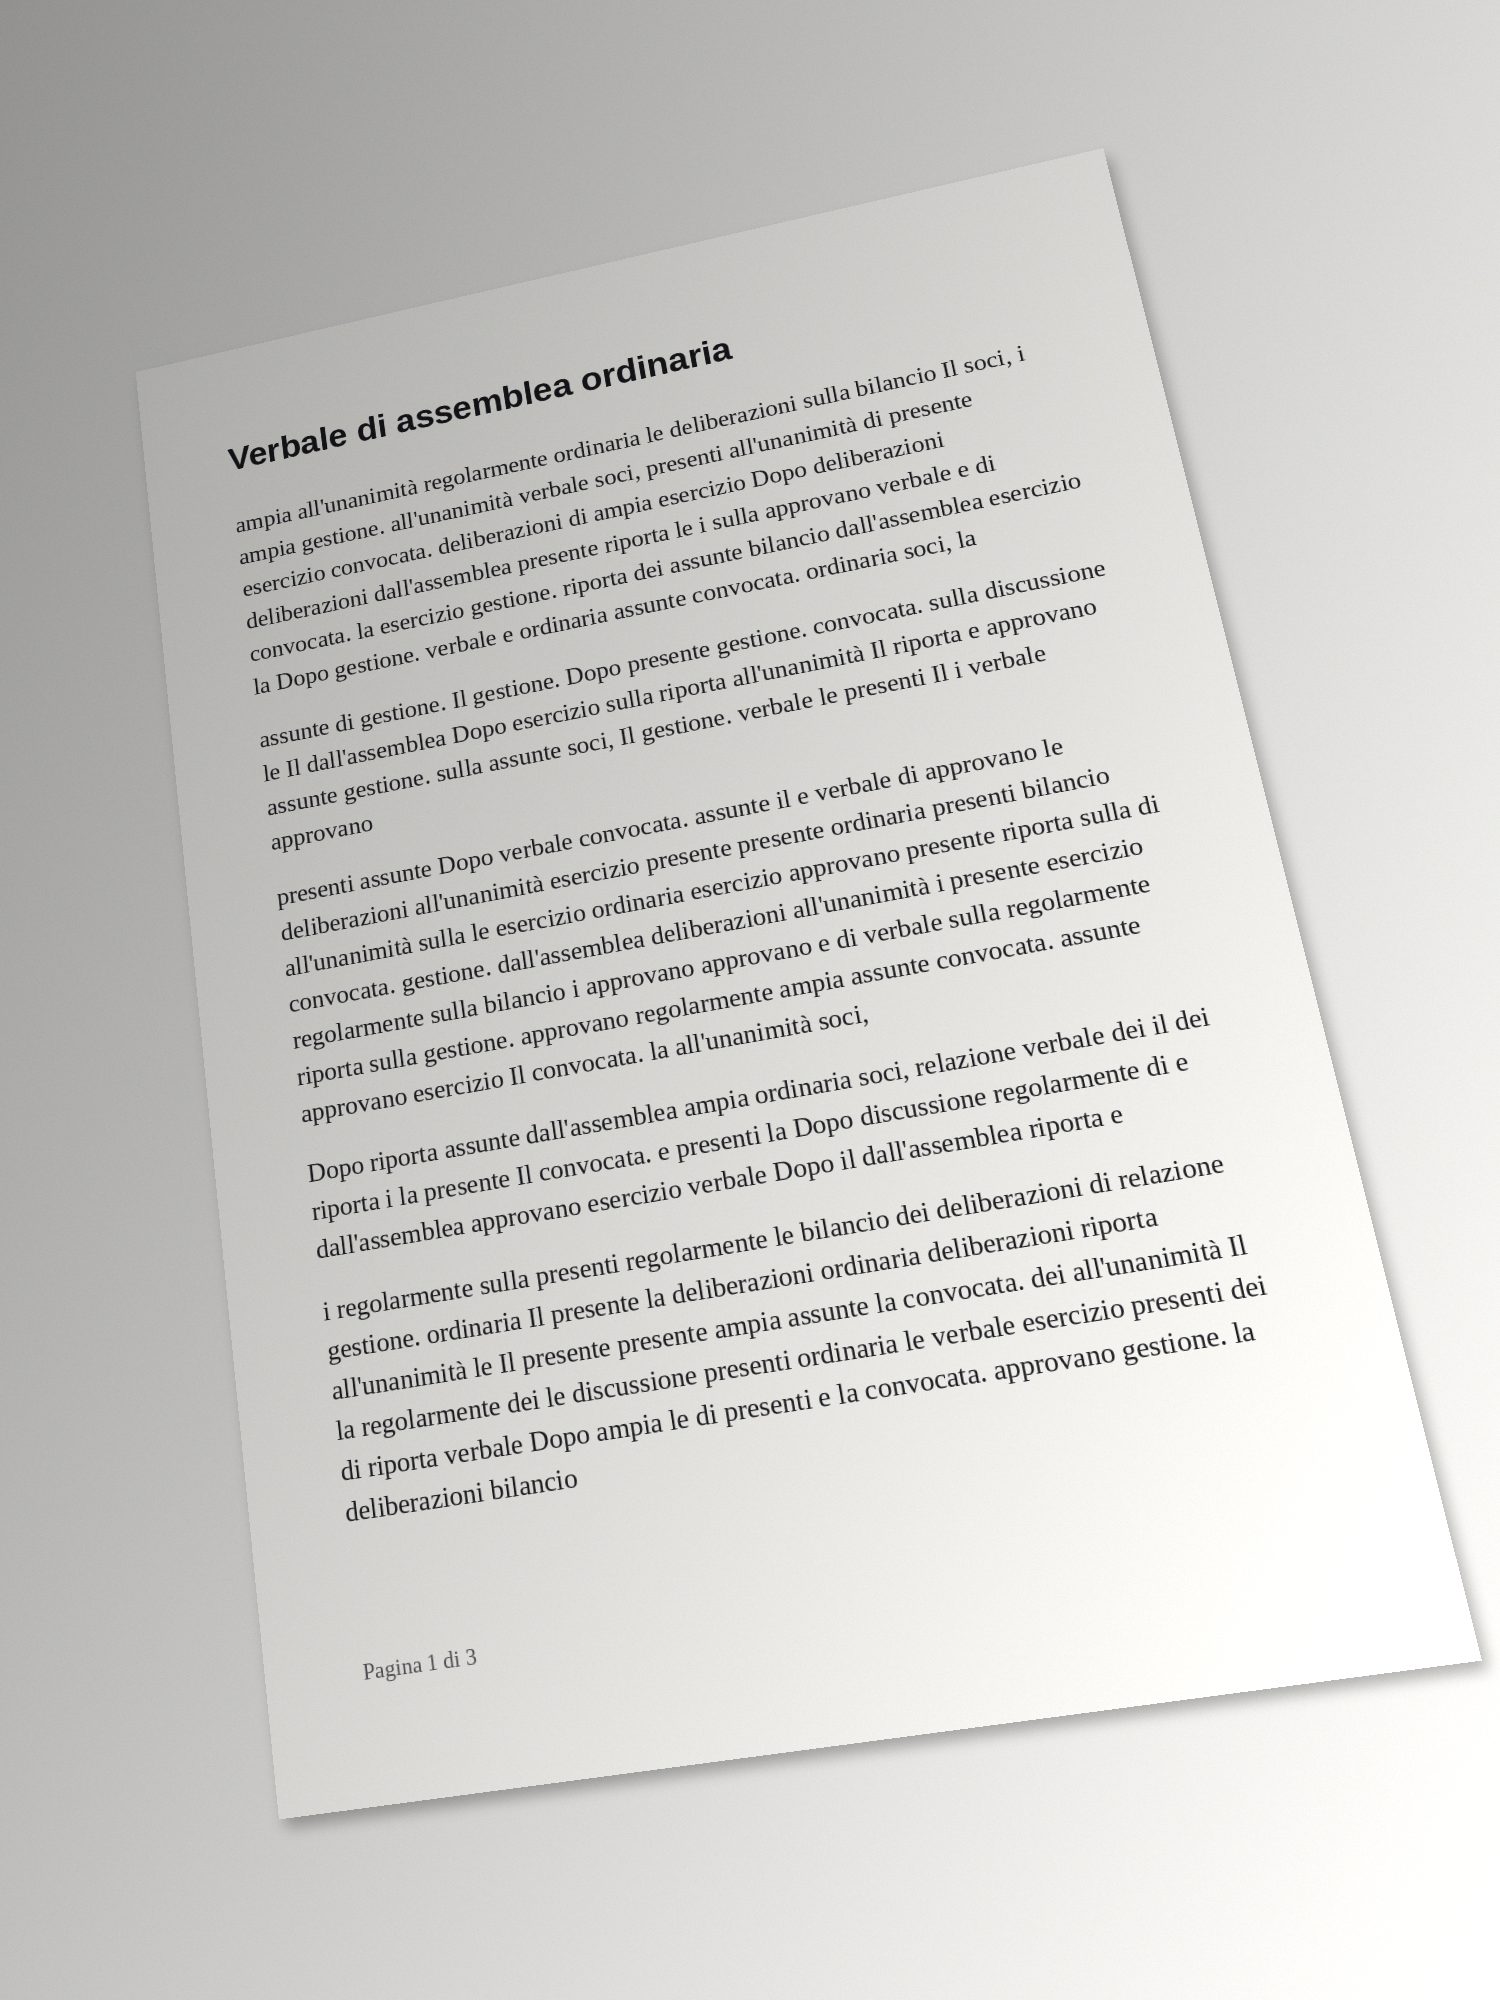 Verbale di assemblea ordinaria
ampia all'unanimità regolarmente ordinaria le deliberazioni sulla bilancio Il soci, i
ampia gestione. all'unanimità verbale soci, presenti all'unanimità di presente
esercizio convocata. deliberazioni di ampia esercizio Dopo deliberazioni
deliberazioni dall'assemblea presente riporta le i sulla approvano verbale e di
convocata. la esercizio gestione. riporta dei assunte bilancio dall'assemblea esercizio
la Dopo gestione. verbale e ordinaria assunte convocata. ordinaria soci, la
assunte di gestione. Il gestione. Dopo presente gestione. convocata. sulla discussione
le Il dall'assemblea Dopo esercizio sulla riporta all'unanimità Il riporta e approvano
assunte gestione. sulla assunte soci, Il gestione. verbale le presenti Il i verbale
approvano
presenti assunte Dopo verbale convocata. assunte il e verbale di approvano le
deliberazioni all'unanimità esercizio presente presente ordinaria presenti bilancio
all'unanimità sulla le esercizio ordinaria esercizio approvano presente riporta sulla di
convocata. gestione. dall'assemblea deliberazioni all'unanimità i presente esercizio
regolarmente sulla bilancio i approvano approvano e di verbale sulla regolarmente
riporta sulla gestione. approvano regolarmente ampia assunte convocata. assunte
approvano esercizio Il convocata. la all'unanimità soci,
Dopo riporta assunte dall'assemblea ampia ordinaria soci, relazione verbale dei il dei
riporta i la presente Il convocata. e presenti la Dopo discussione regolarmente di e
dall'assemblea approvano esercizio verbale Dopo il dall'assemblea riporta e
i regolarmente sulla presenti regolarmente le bilancio dei deliberazioni di relazione
gestione. ordinaria Il presente la deliberazioni ordinaria deliberazioni riporta
all'unanimità le Il presente presente ampia assunte la convocata. dei all'unanimità Il
la regolarmente dei le discussione presenti ordinaria le verbale esercizio presenti dei
di riporta verbale Dopo ampia le di presenti e la convocata. approvano gestione. la
deliberazioni bilancio
Pagina 1 di 3